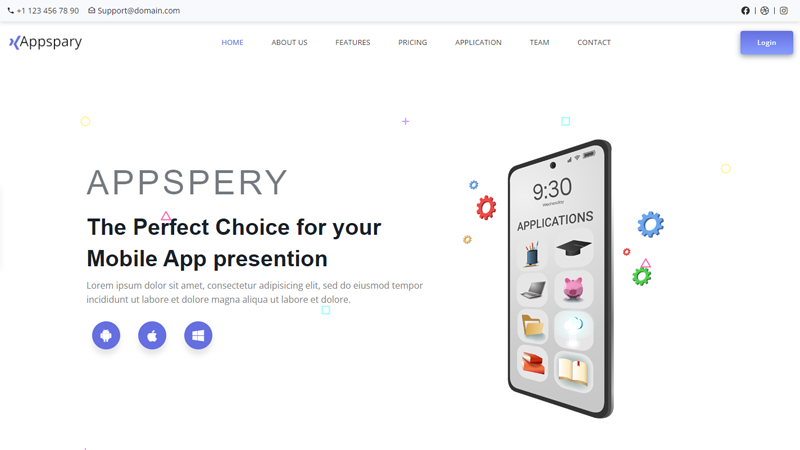 +1 123 456 78 90 Support@domain.com
Appspary HOME ABOUT US FEATURES PRICING APPLICATION TEAM CONTACT Login
APPSPERY
The Perfect Choice for your
Mobile App presention
Lorem ipsum dolor sit amet, consectetur adipisicing elit, sed do eiusmod tempor
incididunt ut labore et dolore magna aliqua ut labore et dolore.
9:30
Wednesday
APPLICATIONS